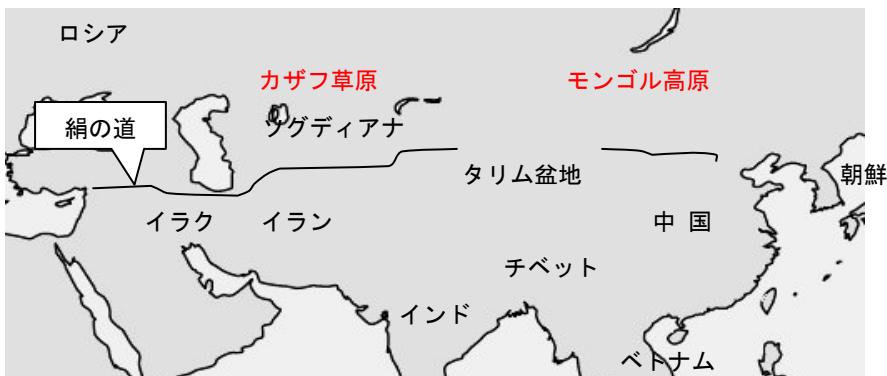 ロシア
カザフ草原
モンゴル高原
絹の道
ソグディアナ
タリム盆地
朝鮮
イラク
イラン
中 国
チベット
インド
ベトナム